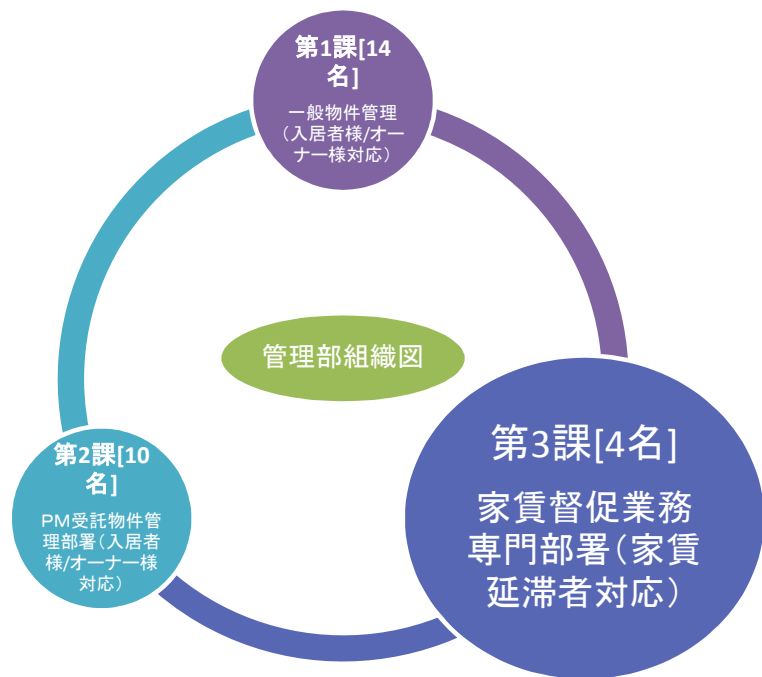 第1課[14
名]
一般物件管理
（入居者様/オー
ナー様対応）
管理部組織図
第2課[10
名]
ＰＭ受託物件管
理部署（入居者
様/オーナー様
対応）
第3課[4名]
家賃督促業務
専門部署（家賃
延滞者対応）